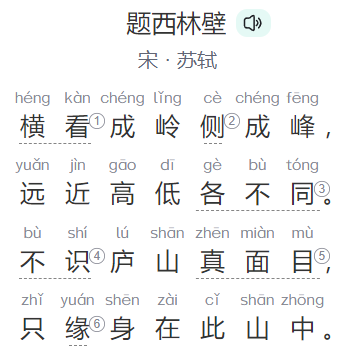 题西林壁
宋·苏轼
héng kàn chéng lǐng cè chéng fēng
横看①成岭侧②成峰，
yuǎn jìn gāo dī gè bù tóng
远近高低各不同③。
bù shí lú shān zhēn miàn mù
不识④庐山真面目⑤，
zhǐ yuán shēn zài cǐ shān zhōng
只缘⑥身在此山中。